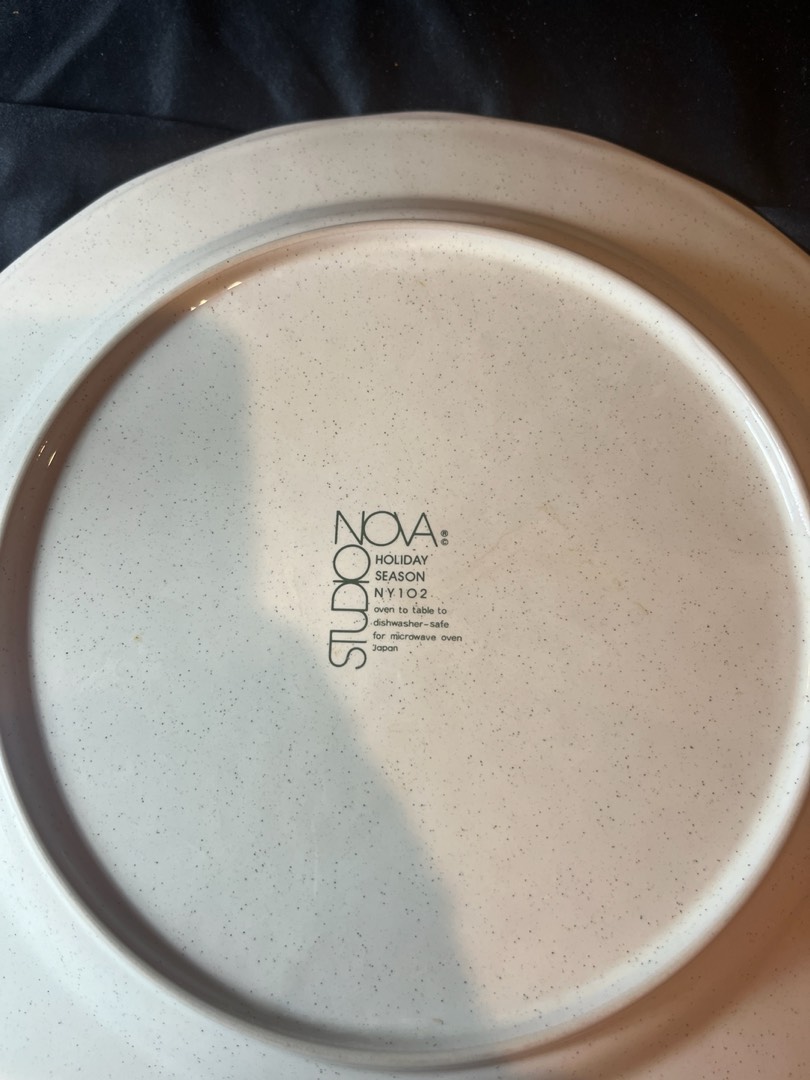 STUDIO NOVA ® ©
HOLIDAY
SEASON
NY102
oven to table to
dishwasher-safe
for microwave oven
Japan